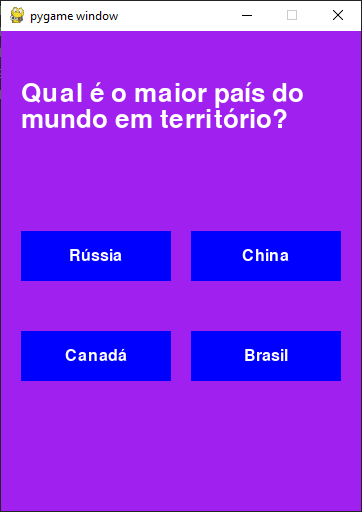 pygame window
Qual é o maior país do
mundo em território?
Rússia
China
Canadá
Brasil